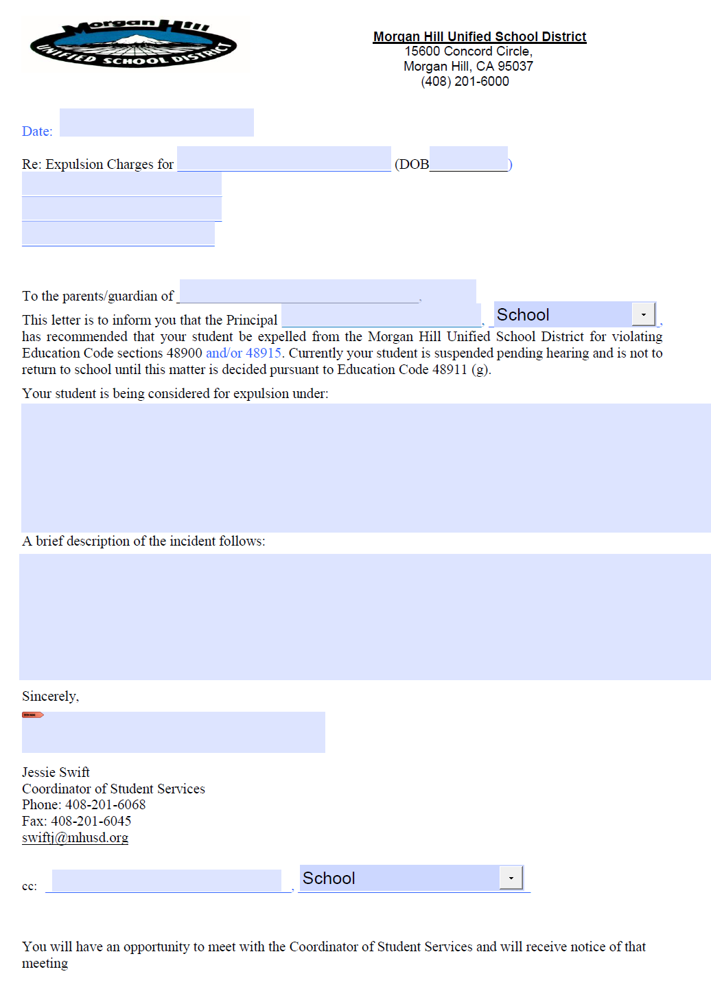 Morgan Hill
UNIFIED SCHOOL DISTRICT
Morgan Hill Unified School District
15600 Concord Circle,
Morgan Hill, CA 95037
(408) 201-6000
Date:
Re: Expulsion Charges for (DOB )
To the parents/guardian of ,
This letter is to inform you that the Principal , School ,
has recommended that your student be expelled from the Morgan Hill Unified School District for violating
Education Code sections 48900 and/or 48915. Currently your student is suspended pending hearing and is not to
return to school until this matter is decided pursuant to Education Code 48911 (g).
Your student is being considered for expulsion under:
A brief description of the incident follows:
Sincerely,
Jessie Swift
Coordinator of Student Services
Phone: 408-201-6068
Fax: 408-201-6045
swiftj@mhusd.org
cc: , School
You will have an opportunity to meet with the Coordinator of Student Services and will receive notice of that
meeting